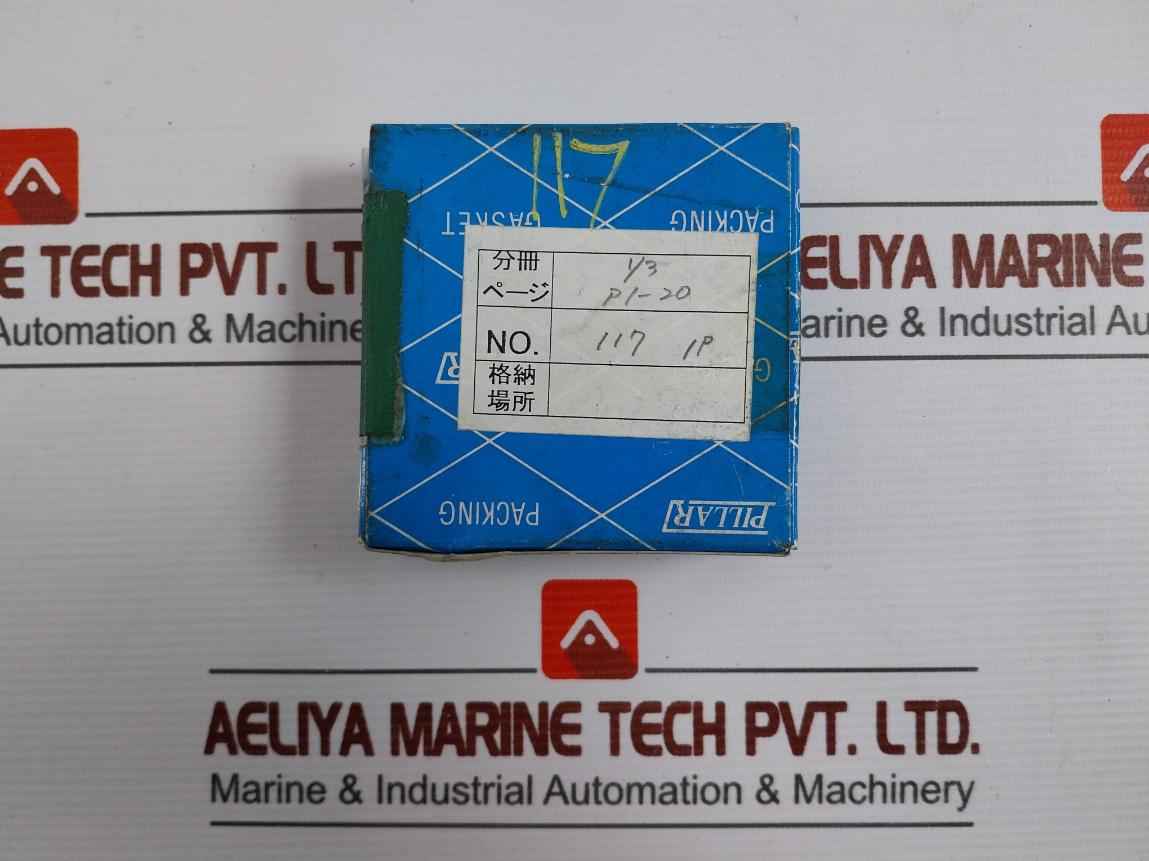 117
GASKET PACKING
分冊 1/3
ページ P1-20
NO. 117 1P
格納
場所
PACKING PILLAR
E TECH PVT. LT
Automation & Machine
ELIYA MARINE
arine & Industrial Au
AELIYA MARINE TECH PVT. LTD.
Marine & Industrial Automation & Machinery